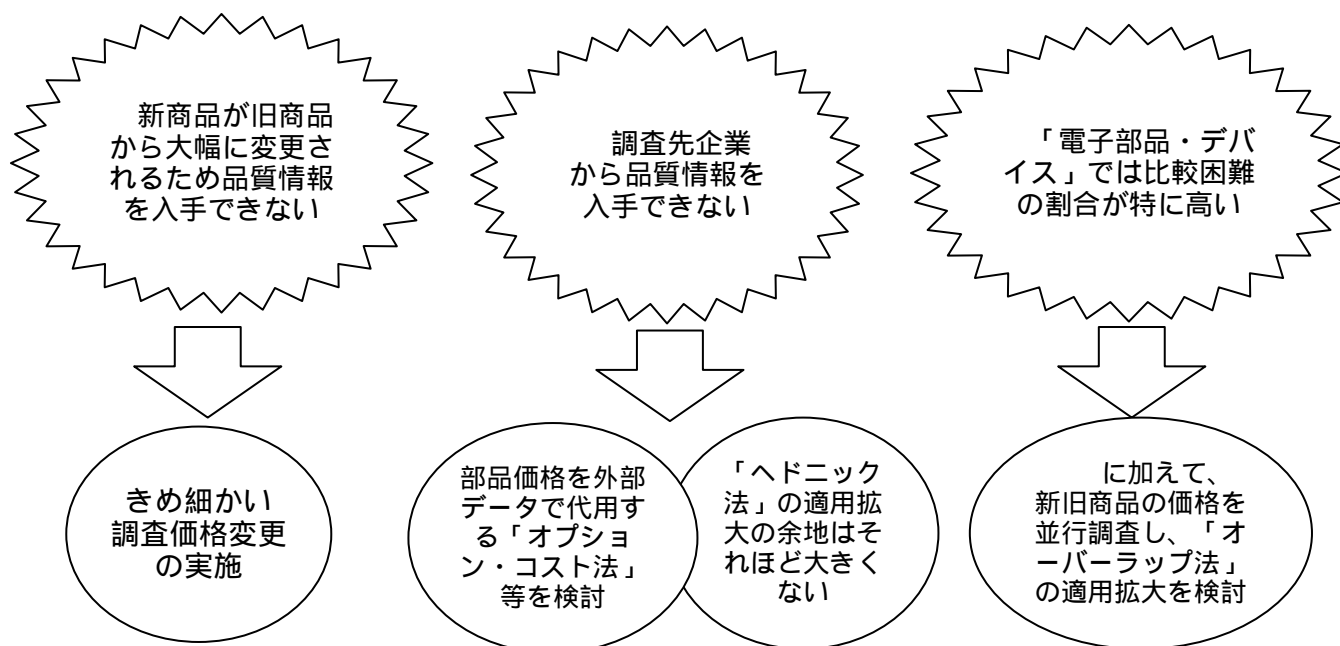 新商品が旧商品
から大幅に変更さ
れるため品質情報
を入手できない
調査先企業
から品質情報を
入手できない
「電子部品・デバ
イス」では比較困難
の割合が特に高い
きめ細かい
調査価格変更
の実施
部品価格を外部
データで代用す
る「オプショ
ン・コスト法」
等を検討
「ヘドニック
法」の適用拡
大の余地はそ
れほど大きく
ない
に加えて、
新旧商品の価格を
並行調査し、「オ
ーバーラップ法」
の適用拡大を検討